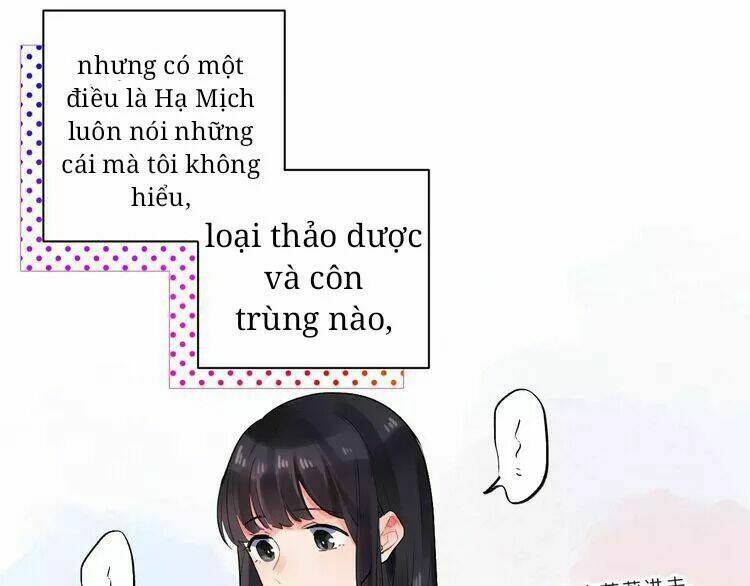 nhưng có một
điều là Hạ Mịch
luôn nói những
cái mà tôi không
hiểu,
loại thảo dược
và côn
trùng nào,